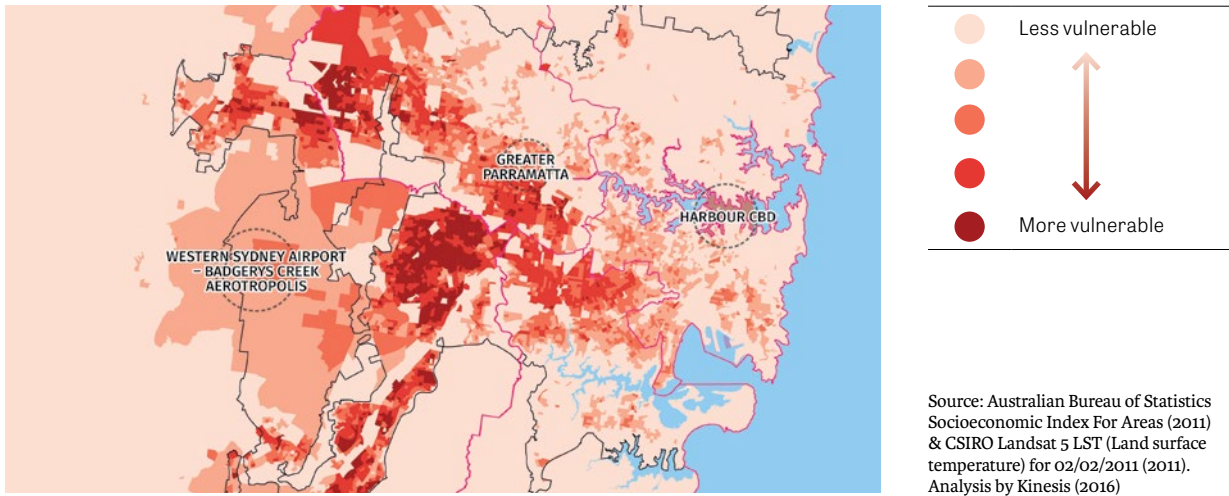 GREATER
PARRAMATTA
HARBOUR CBD
WESTERN SYDNEY AIRPORT
– BADGERYS CREEK
AEROTROPOLIS
Less vulnerable
More vulnerable
Source: Australian Bureau of Statistics
Socioeconomic Index For Areas (2011)
& CSIRO Landsat 5 LST (Land surface
temperature) for 02/02/2011 (2011).
Analysis by Kinesis (2016)